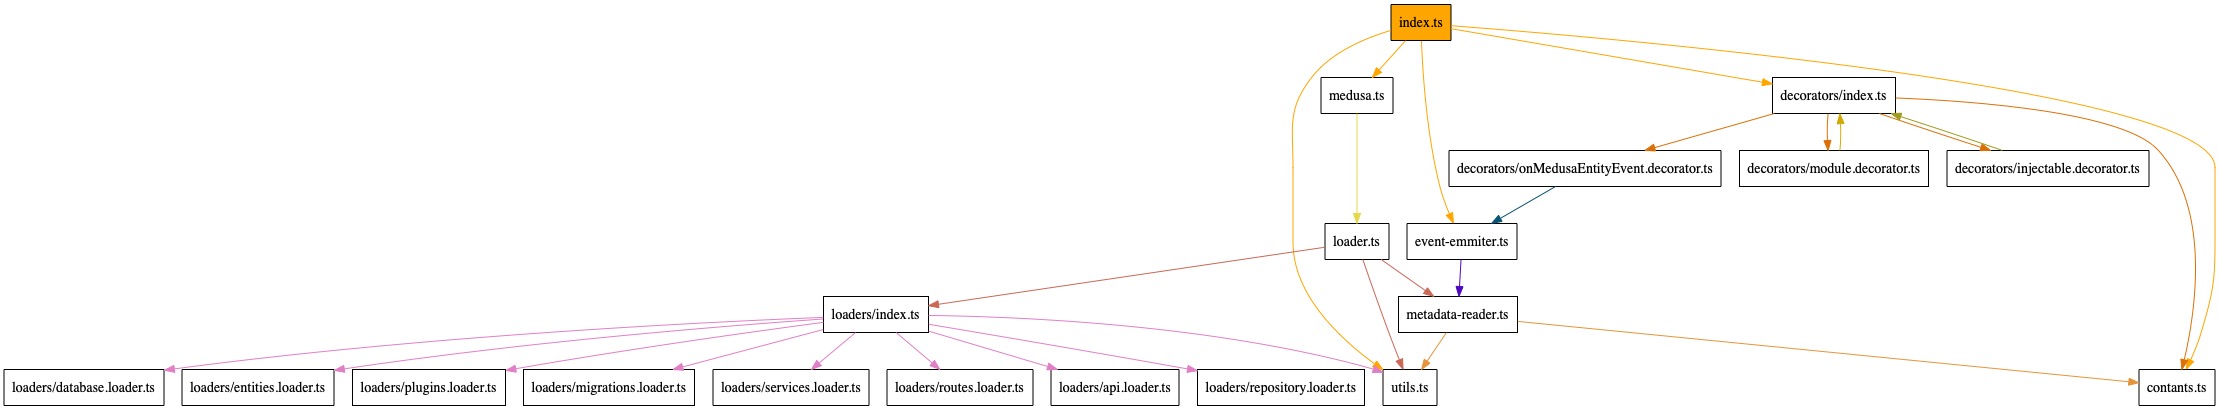 index.ts
medusa.ts
decorators/index.ts
decorators/onMedusaEntityEvent.decorator.ts
decorators/module.decorator.ts
decorators/injectable.decorator.ts
loader.ts
event-emmiter.ts
loaders/index.ts
metadata-reader.ts
loaders/database.loader.ts
loaders/entities.loader.ts
loaders/plugins.loader.ts
loaders/migrations.loader.ts
loaders/services.loader.ts
loaders/routes.loader.ts
loaders/api.loader.ts
loaders/repository.loader.ts
utils.ts
contants.ts